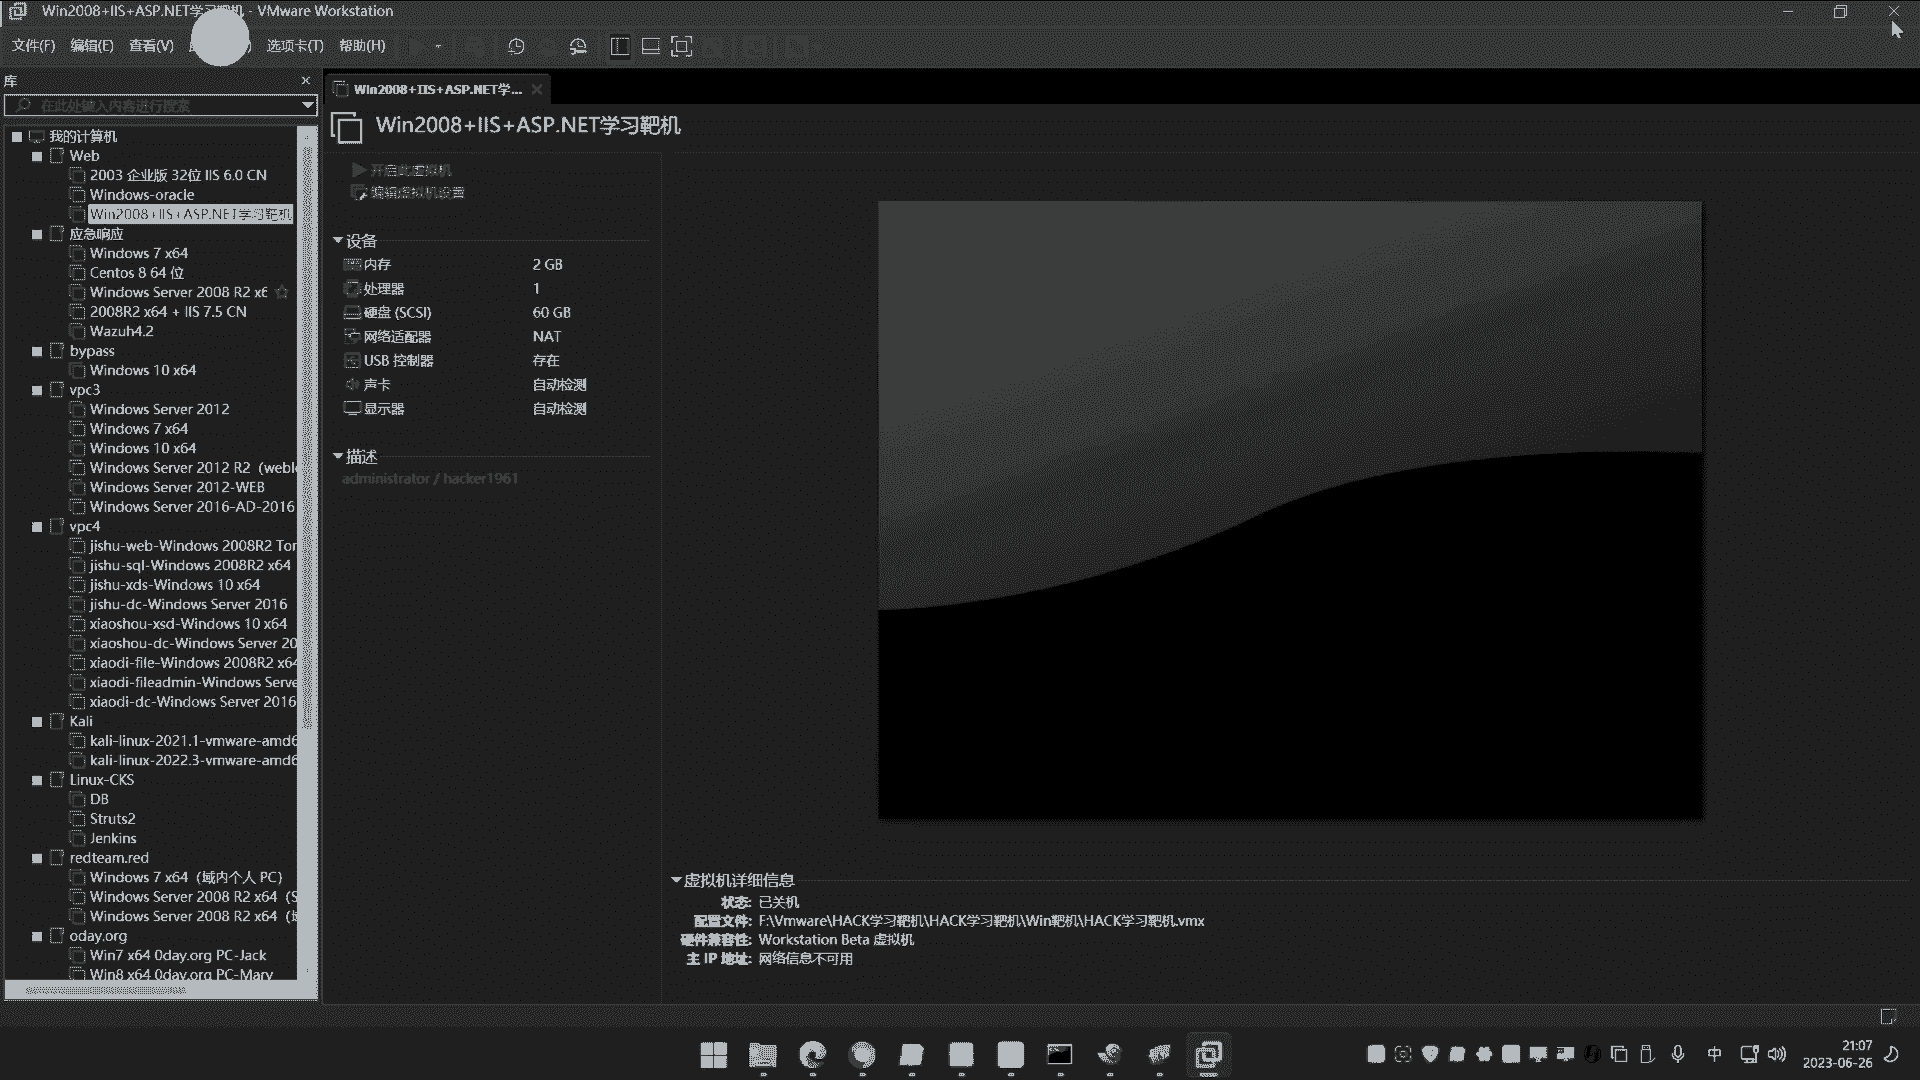 Win2008+IIS+ASP.NET学习靶机 - VMware Workstation
文件(F) 编辑(E) 查看(V) 选项卡(T) 帮助(H)
库
在此处键入内容进行搜索
我的计算机
Web
2003 企业版 32位 IIS 6.0 CN
Windows-oracle
Win2008+IIS+ASP.NET学习靶机
应急响应
Windows 7 x64
Centos 8 64 位
Windows Server 2008 R2 x6
2008R2 x64 + IIS 7.5 CN
Wazuh4.2
bypass
Windows 10 x64
vpc3
Windows Server 2012
Windows 7 x64
Windows 10 x64
Windows Server 2012 R2（webl
Windows Server 2012-WEB
Windows Server 2016-AD-2016
vpc4
jishu-web-Windows 2008R2 Tor
jishu-sql-Windows 2008R2 x64
jishu-xds-Windows 10 x64
jishu-dc-Windows Server 2016
xiaoshou-xsd-Windows 10 x64
xiaoshou-dc-Windows Server 20
xiaodi-file-Windows 2008R2 x64
xiaodi-fileadmin-Windows Serve
xiaodi-dc-Windows Server 2016
Kali
kali-linux-2021.1-vmware-amd6
kali-linux-2022.3-vmware-amd6
Linux-CKS
DB
Struts2
Jenkins
redteam.red
Windows 7 x64（域内个人 PC）
Windows Server 2008 R2 x64（S
Windows Server 2008 R2 x64（域
oday.org
Win7 x64 0day.org PC-Jack
Win8 x64 0day.org PC-Mary
Win2008+IIS+ASP.NET学...
Win2008+IIS+ASP.NET学习靶机
开启此虚拟机
编辑虚拟机设置
设备
内存 2 GB
处理器 1
硬盘 (SCSI) 60 GB
网络适配器 NAT
USB 控制器 存在
声卡 自动检测
显示器 自动检测
描述
administrator / hacker1961
虚拟机详细信息
状态: 已关机
配置文件: F:\Vmware\HACK学习靶机\HACK学习靶机\Win靶机\HACK学习靶机.vmx
硬件兼容性: Workstation Beta 虚拟机
主 IP 地址: 网络信息不可用
中
21:07
2023-06-26